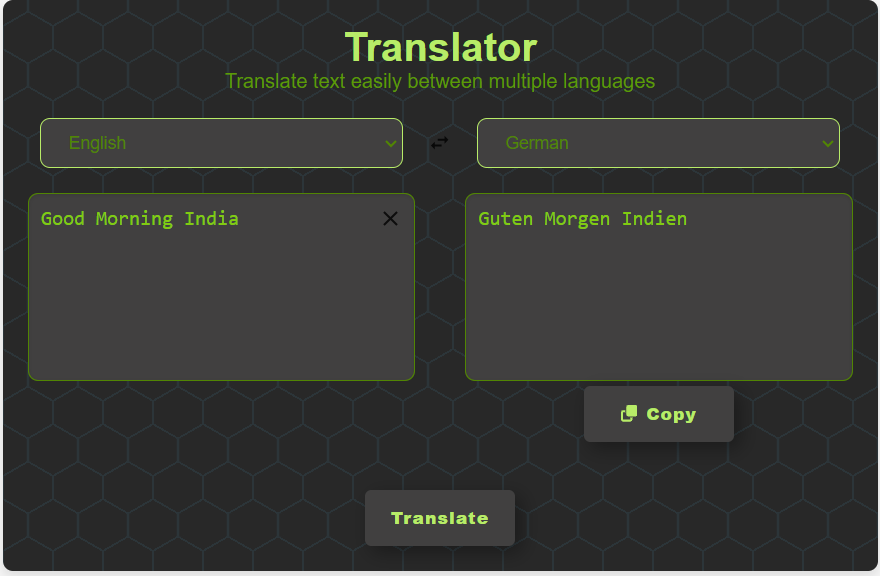 Translator
Translate text easily between multiple languages
English
German
Good Morning India
Guten Morgen Indien
Copy
Translate